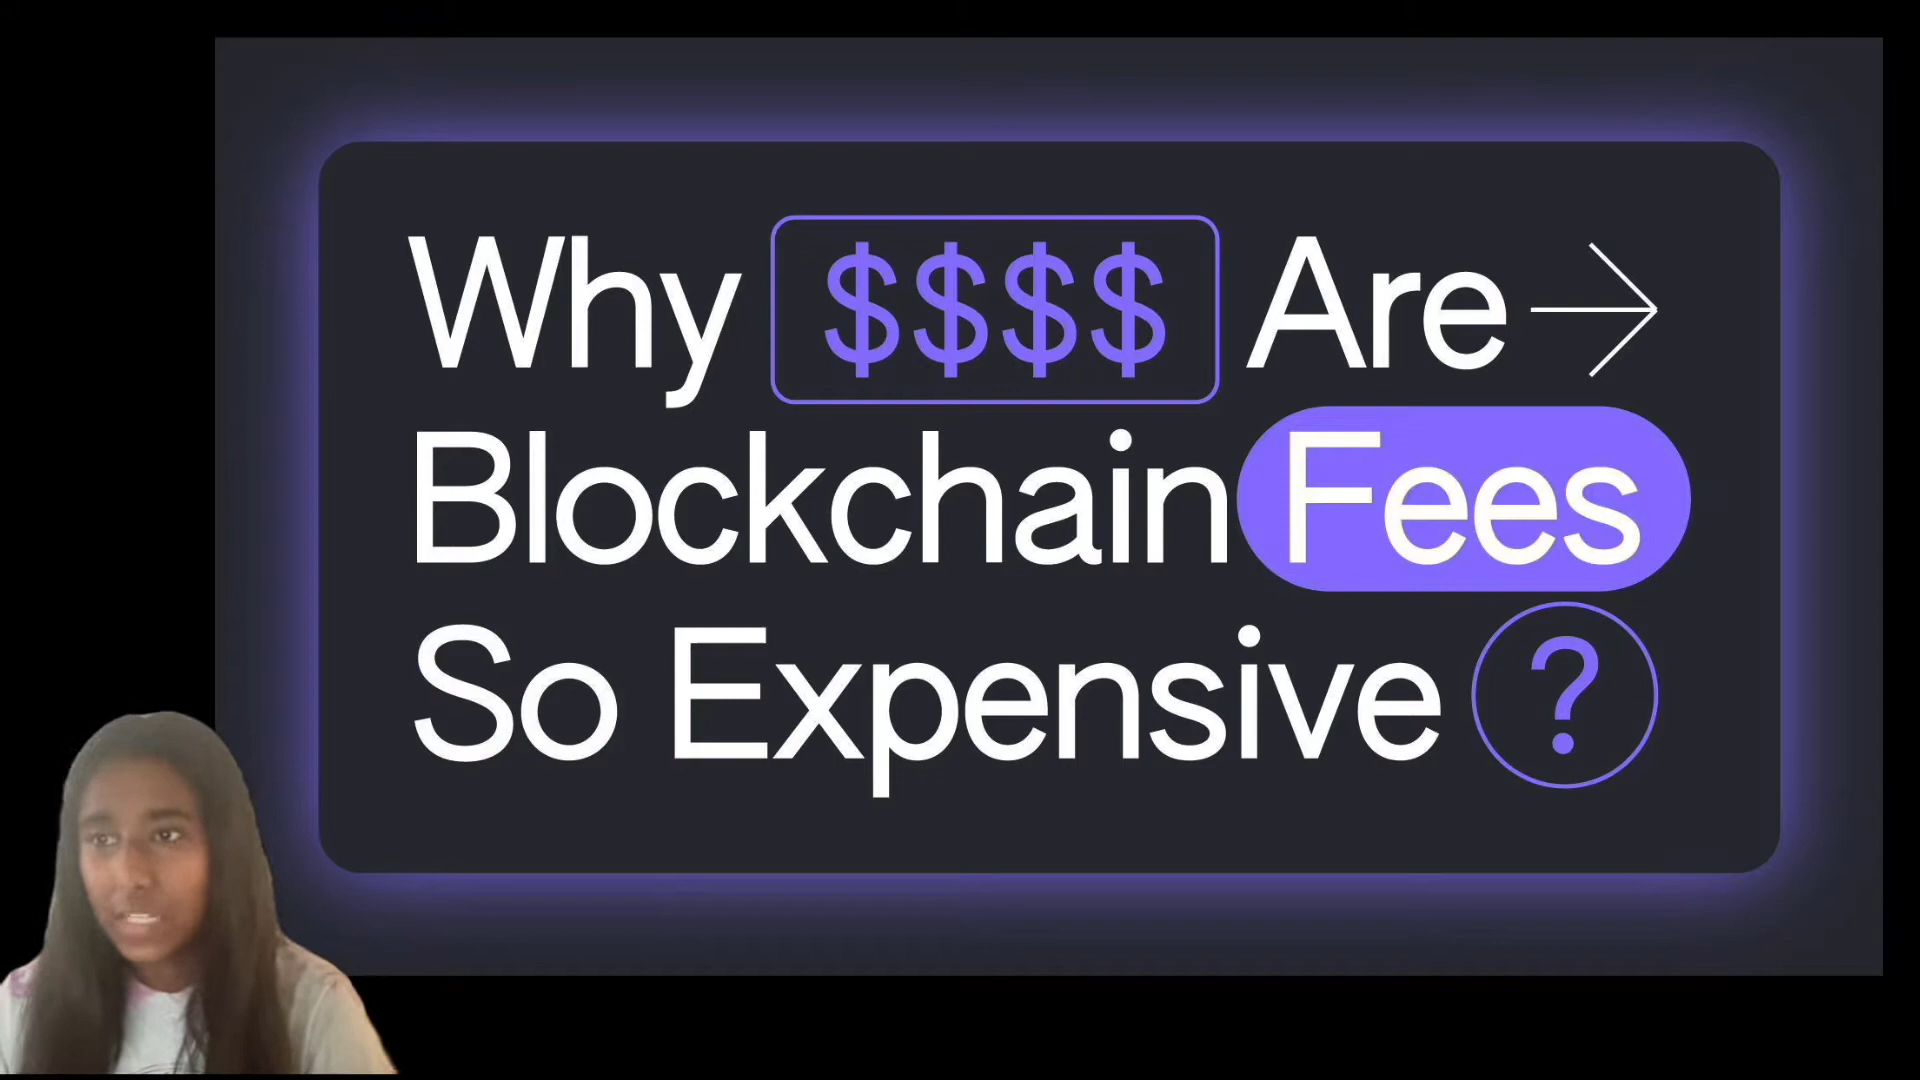 Why $$$$ Are →
Blockchain Fees
So Expensive ?